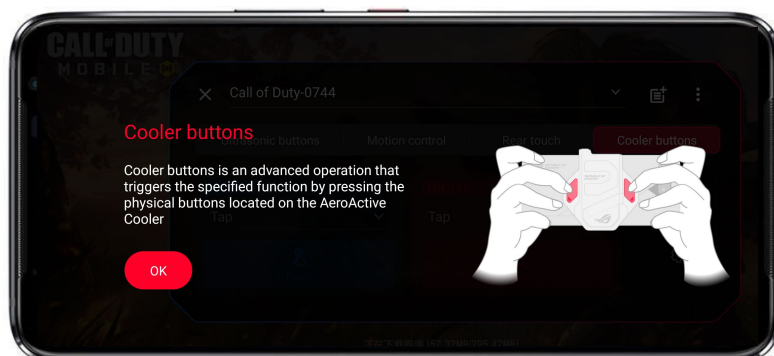 CALL OF DUTY
MOBILE
Call of Duty-0744
Cooler buttons
Ultrasonic buttons
Motion control
Rear touch
Cooler buttons
Cooler buttons is an advanced operation that
triggers the specified function by pressing the
physical buttons located on the AeroActive
Cooler
Tap
Tap
OK